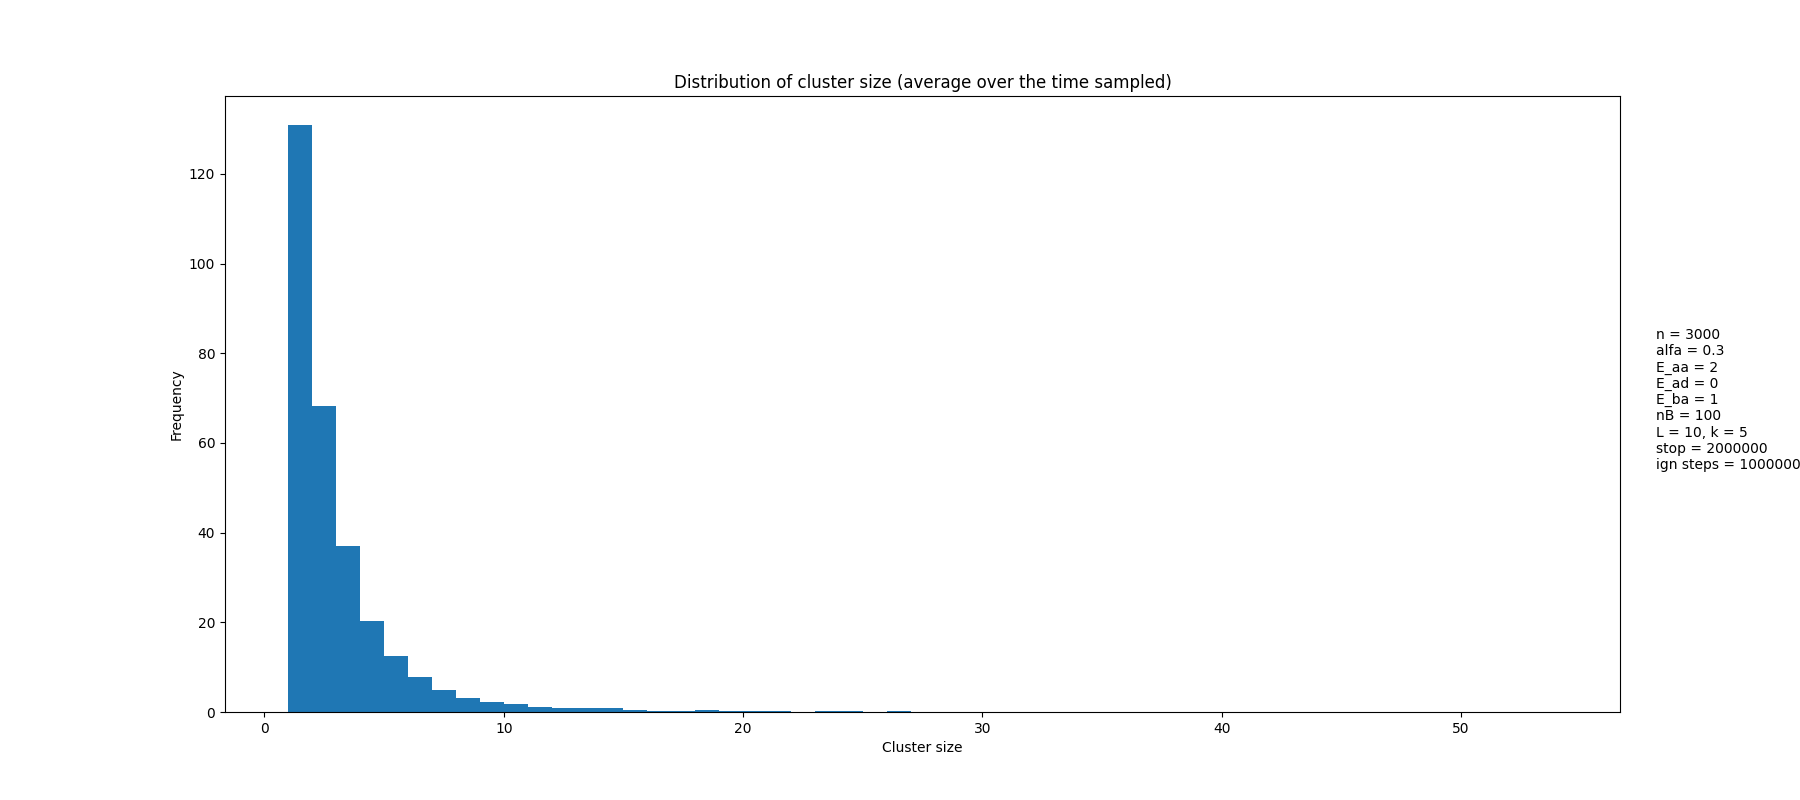 Distribution of cluster size (average over the time sampled)
120
100
80
60
40
20
0
Frequency
0 10 20 30 40 50
Cluster size
n = 3000
alfa = 0.3
E_aa = 2
E_ad = 0
E_ba = 1
nB = 100
L = 10, k = 5
stop = 2000000
ign steps = 1000000